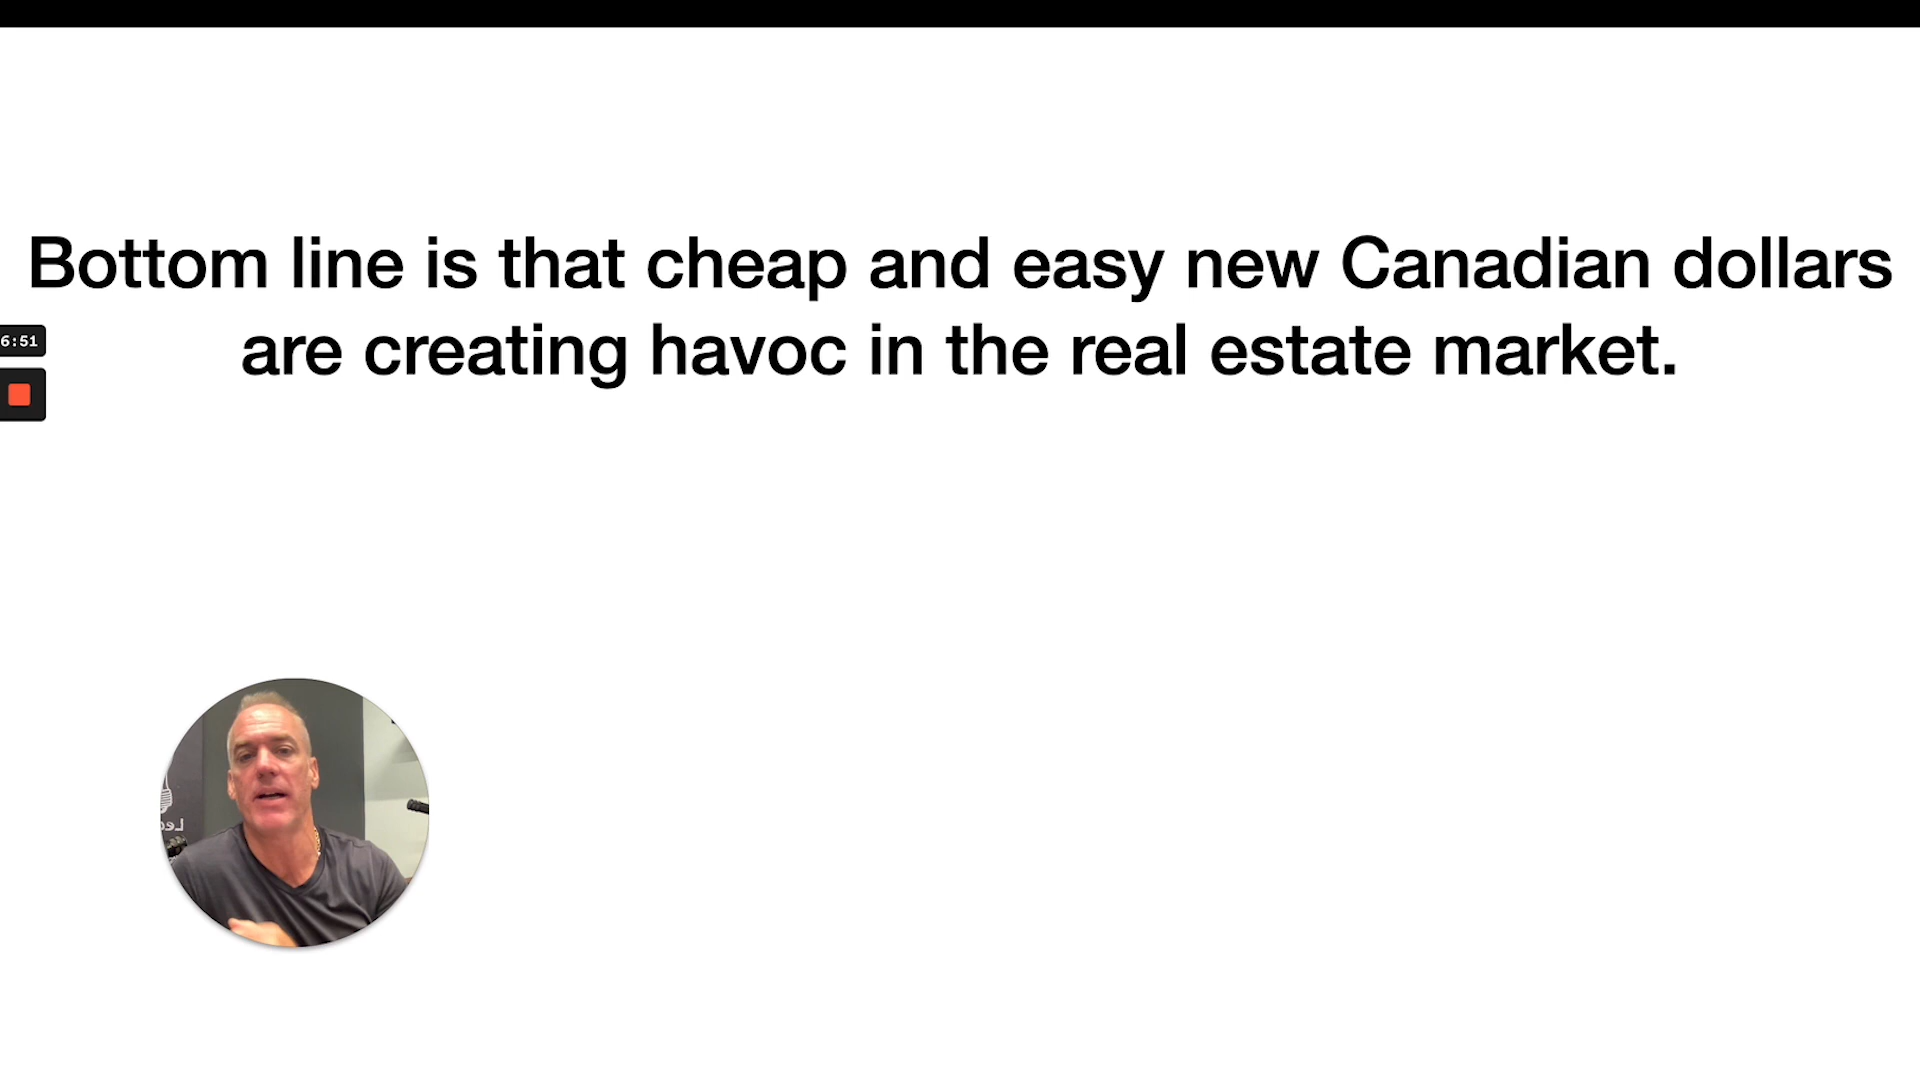 Bottom line is that cheap and easy new Canadian dollars
are creating havoc in the real estate market.
6:51